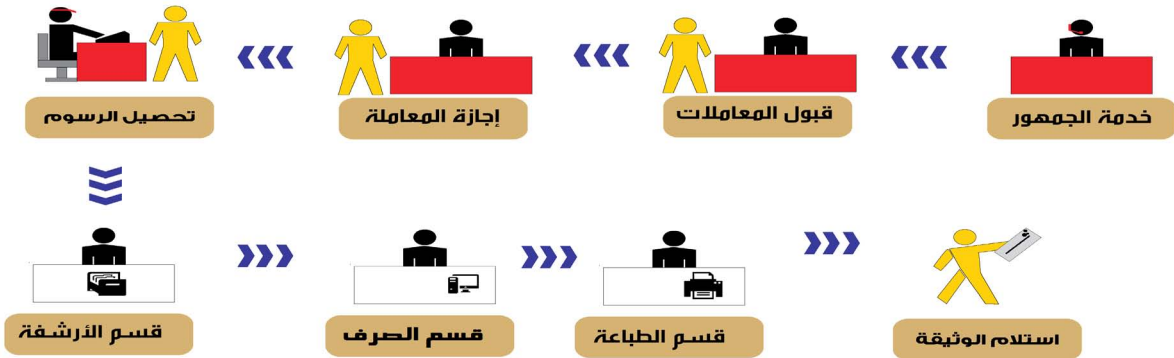 خدمة الجمهور
قبول المعاملات
إجازة المعاملة
تحصيل الرسوم
قسم الأرشفة
قسم الصرف
قسم الطباعة
استلام الوثيقة